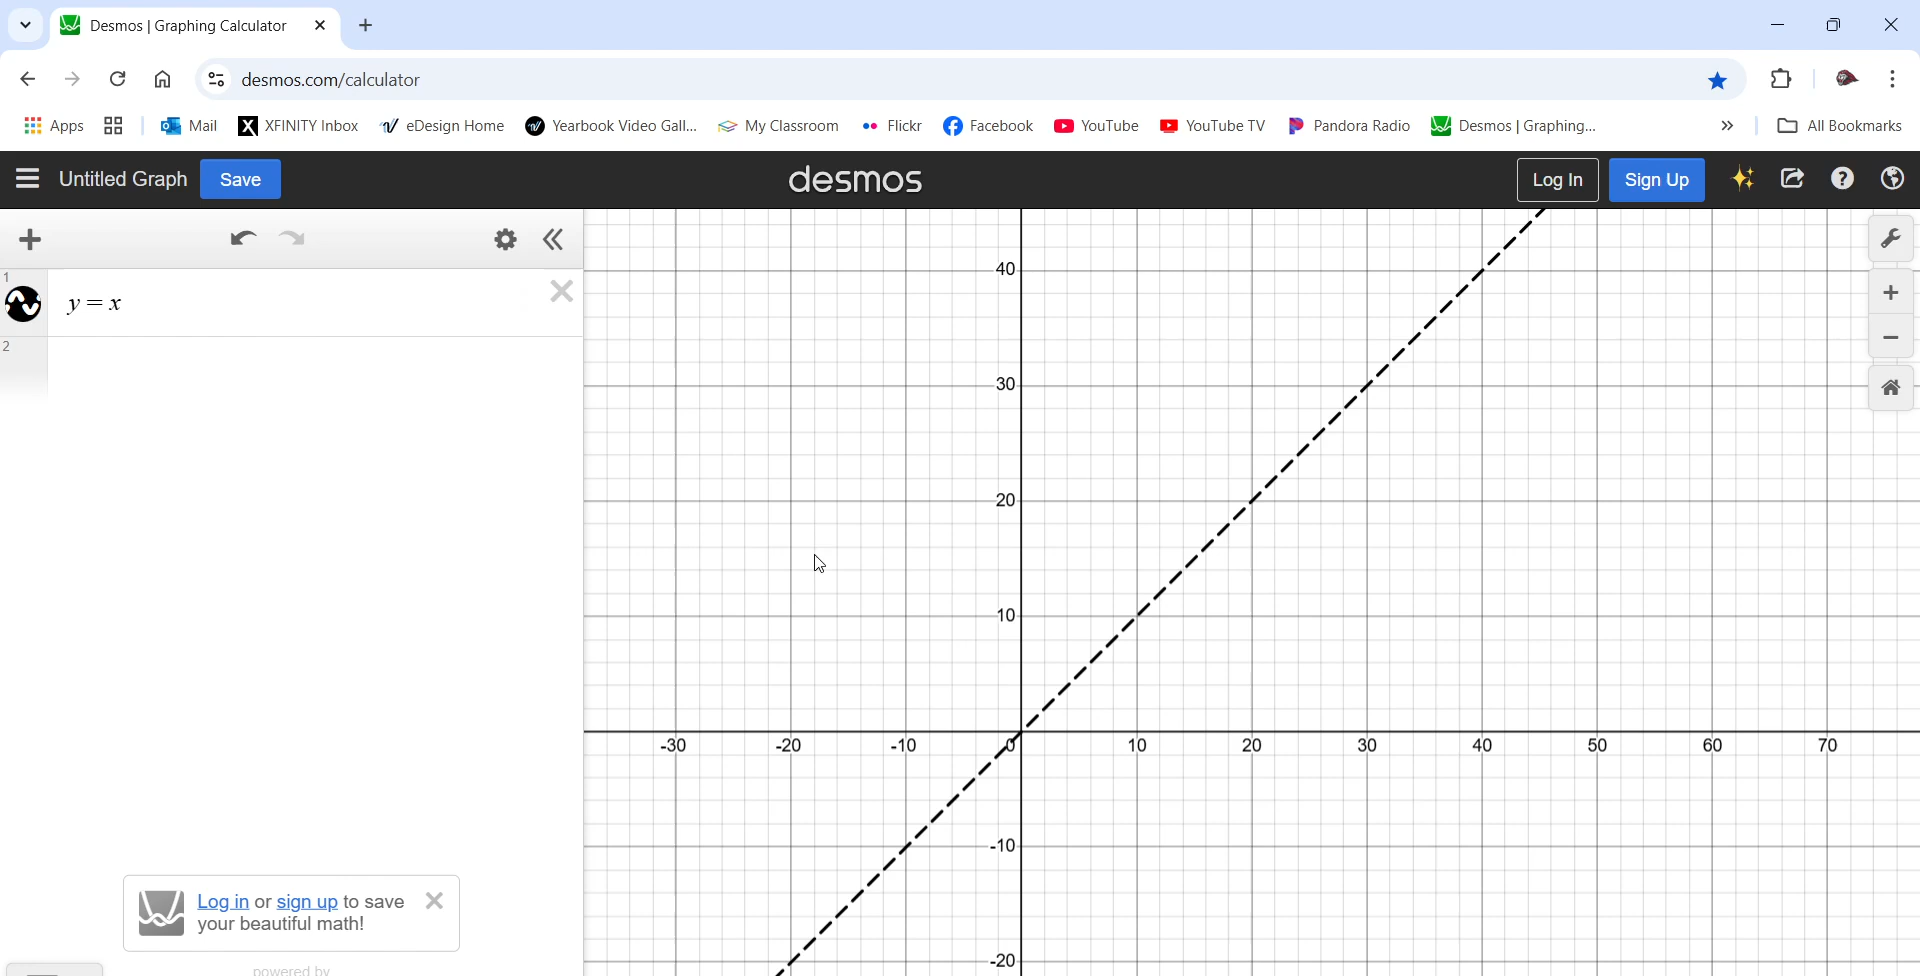 Desmos | Graphing Calculator
desmos.com/calculator
Apps
Mail
XFINITY Inbox
eDesign Home
Yearbook Video Gall...
My Classroom
Flickr
Facebook
YouTube
YouTube TV
Pandora Radio
Desmos | Graphing...
All Bookmarks
Untitled Graph
Save
desmos
Log In
Sign Up
1
y = x
2
40
30
20
10
-30
-20
-10
0
10
20
30
40
50
60
70
-10
-20
Log in or sign up to save
your beautiful math!
powered by